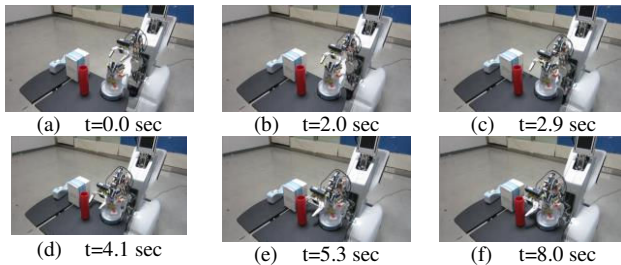 (a) t=0.0 sec
(b) t=2.0 sec
(c) t=2.9 sec
(d) t=4.1 sec
(e) t=5.3 sec
(f) t=8.0 sec